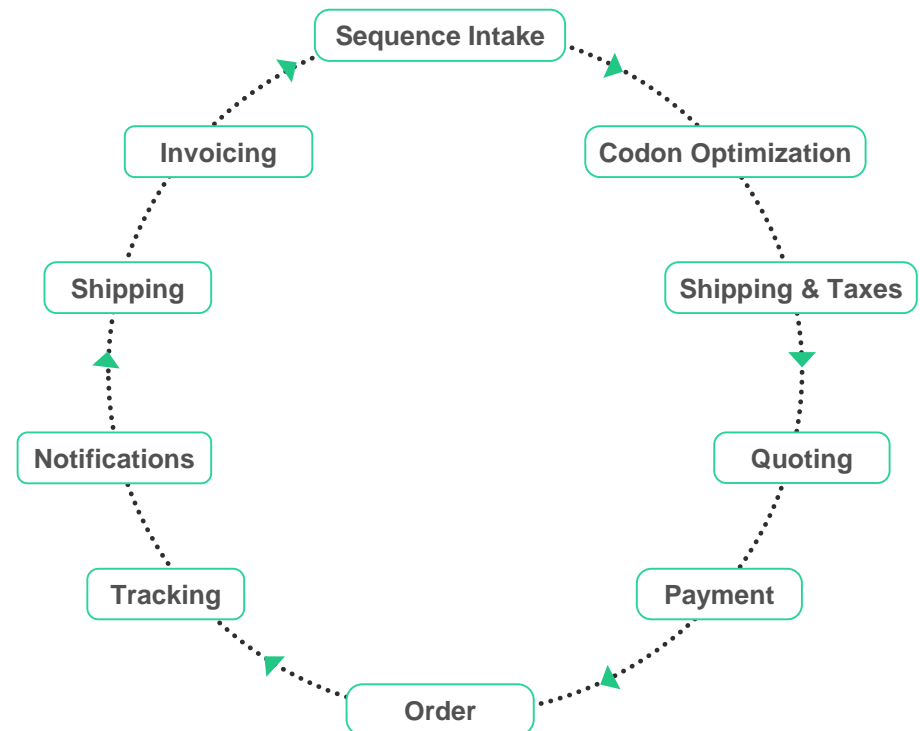 Sequence Intake
Codon Optimization
Shipping & Taxes
Quoting
Payment
Order
Tracking
Notifications
Shipping
Invoicing